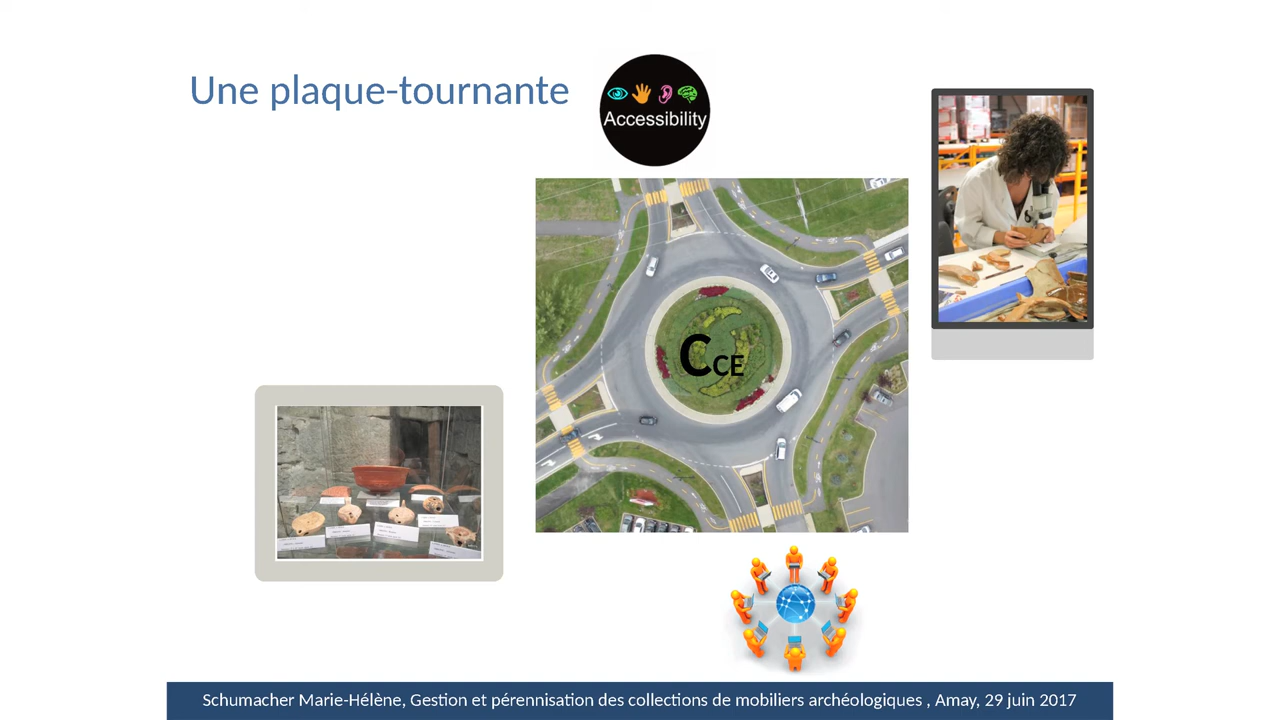 Une plaque-tournante
Accessibility
CCE
Schumacher Marie-Hélène, Gestion et pérennisation des collections de mobiliers archéologiques , Amay, 29 juin 2017